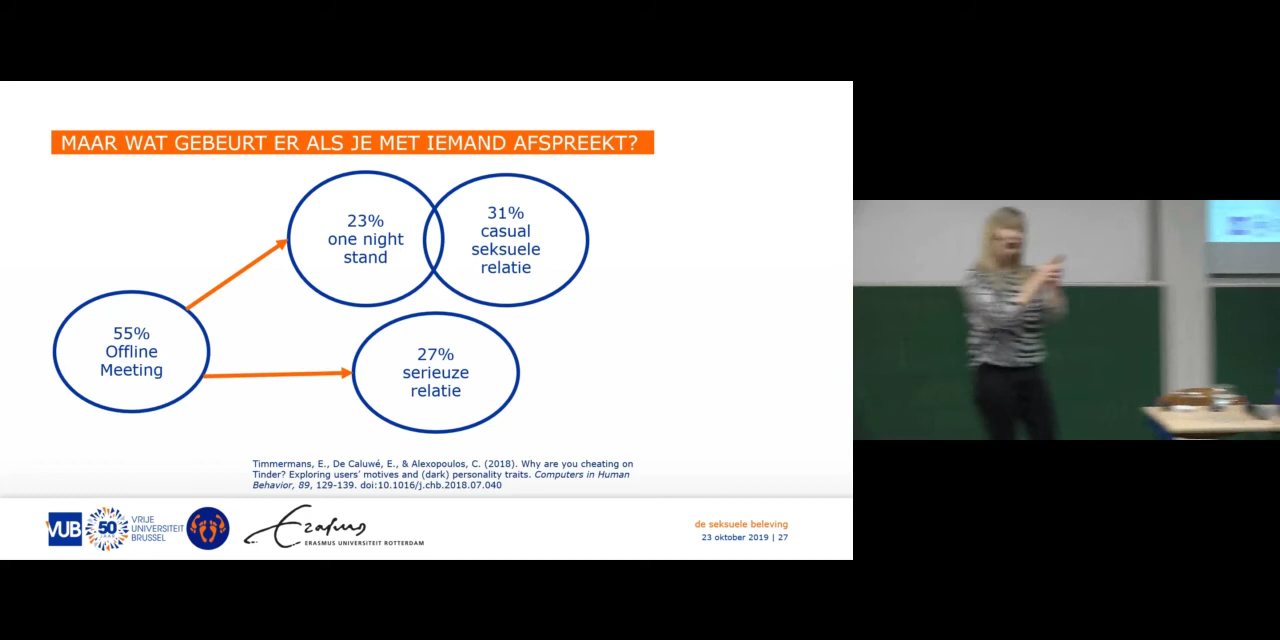 MAAR WAT GEBEURT ER ALS JE MET IEMAND AFSPREEKT?
23%
one night
stand
31%
casual
seksuele
relatie
55%
Offline
Meeting
27%
serieuze
relatie
Timmermans, E., De Caluwé, E., & Alexopoulos, C. (2018). Why are you cheating on
Tinder? Exploring users' motives and (dark) personality traits. Computers in Human
Behavior, 89, 129-139. doi:10.1016/j.chb.2018.07.040
VUB
50
JAAR
VRIJE
UNIVERSITEIT
BRUSSEL
Erasmus
ERASMUS UNIVERSITEIT ROTTERDAM
de seksuele beleving
23 oktober 2019 | 27